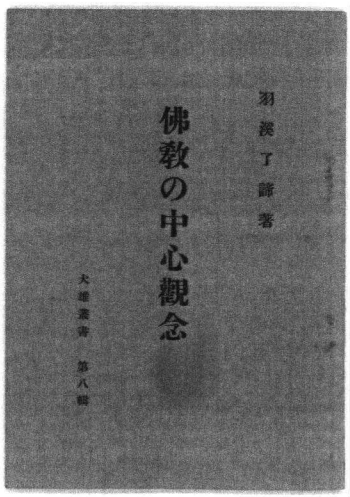 羽溪了諦著
佛教の中心觀念
大雄叢書 第八輯